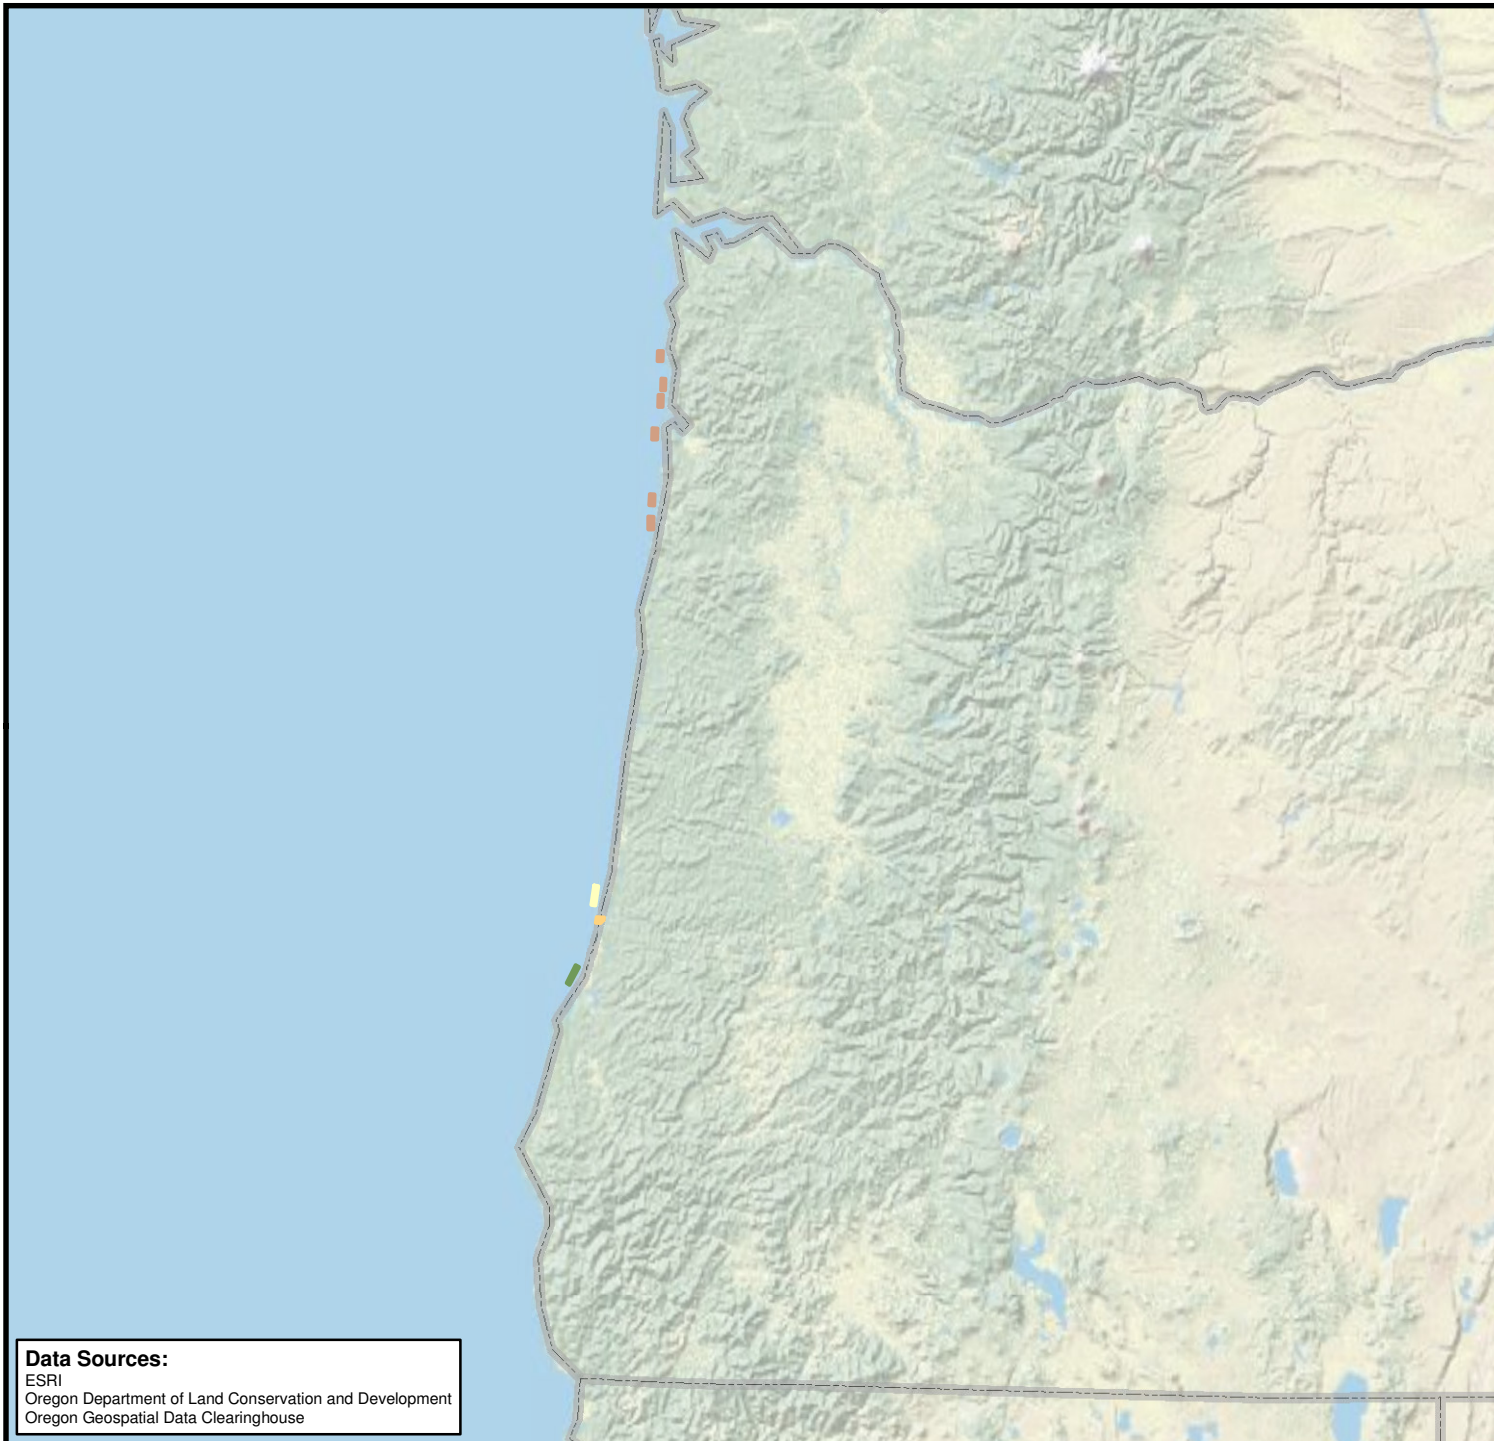 Data Sources:
ESRI
Oregon Department of Land Conservation and Development
Oregon Geospatial Data Clearinghouse